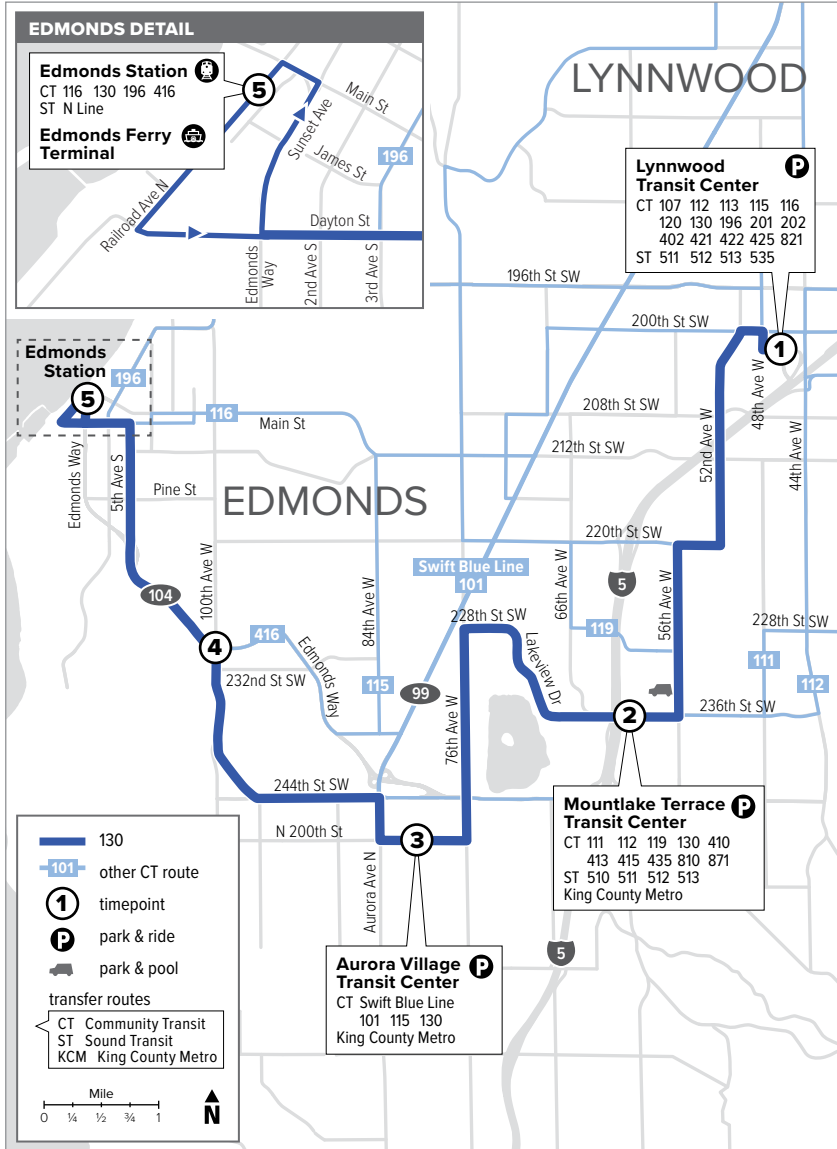 EDMONDS DETAIL
Edmonds Station
CT 116 130 196 416
ST N Line
Edmonds Ferry
Terminal
5
Main St
Sunset Ave
James St
196
Railroad Ave N
Dayton St
Edmonds
Way
2nd Ave S
3rd Ave S
LYNNWOOD
Lynnwood
Transit Center
P
CT 107 112 113 115 116
120 130 196 201 202
402 421 422 425 821
ST 511 512 513 535
196th St SW
200th St SW
1
48th Ave W
Edmonds
Station
5
196
116
Main St
208th St SW
52nd Ave W
44th Ave W
212th St SW
Edmonds Way
5th Ave S
Pine St
EDMONDS
220th St SW
104
100th Ave W
84th Ave W
Swift Blue Line
101
66th Ave W
5
56th Ave W
228th St SW
228th St SW
4
416
Edmonds Way
232nd St SW
115
99
76th Ave W
Lakeview Dr
119
111
112
2
236th St SW
244th St SW
N 200th St
3
Aurora Ave N
Mountlake Terrace
Transit Center
P
CT 111 112 119 130 410
413 415 435 810 871
ST 510 511 512 513
King County Metro
5
Aurora Village
Transit Center
P
CT Swift Blue Line
101 115 130
King County Metro
130
101 other CT route
1 timepoint
P park & ride
park & pool
transfer routes
CT Community Transit
ST Sound Transit
KCM King County Metro
Mile
0 ¼ ½ ¾ 1
N